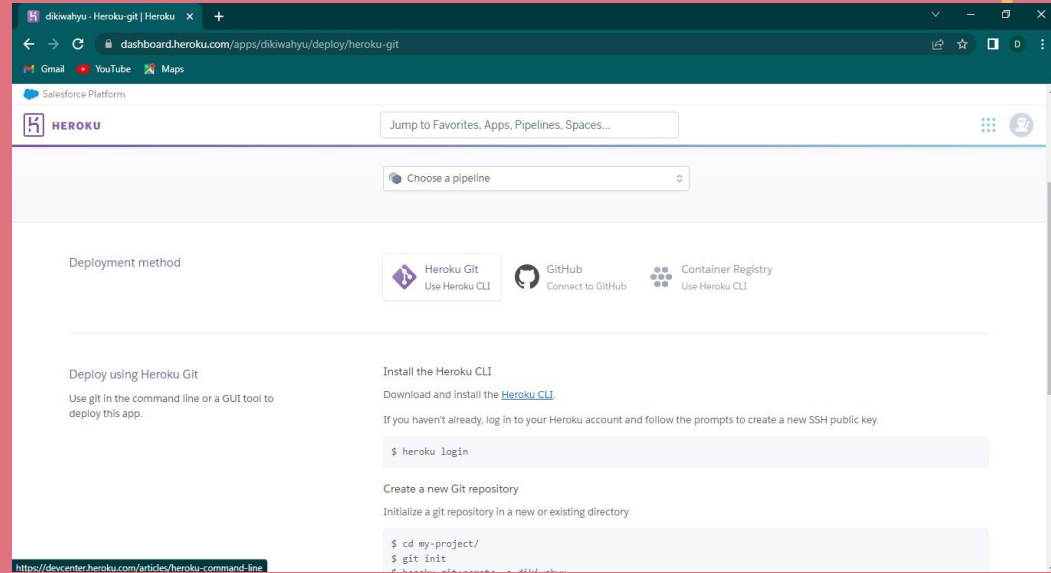 dikiwahyu · Heroku-git | Heroku
dashboard.heroku.com/apps/dikiwahyu/deploy/heroku-git
D
Gmail YouTube Maps
Salesforce Platform
HEROKU
Jump to Favorites, Apps, Pipelines, Spaces...
Choose a pipeline
Deployment method
Heroku Git
Use Heroku CLI
GitHub
Connect to GitHub
Container Registry
Use Heroku CLI
Deploy using Heroku Git
Use git in the command line or a GUI tool to
deploy this app.
Install the Heroku CLI
Download and install the Heroku CLI.
If you haven't already, log in to your Heroku account and follow the prompts to create a new SSH public key.
$ heroku login
Create a new Git repository
Initialize a git repository in a new or existing directory
$ cd my-project/
$ git init
$ heroku git:remote -a dikiwahyu
https://devcenter.heroku.com/articles/heroku-command-line